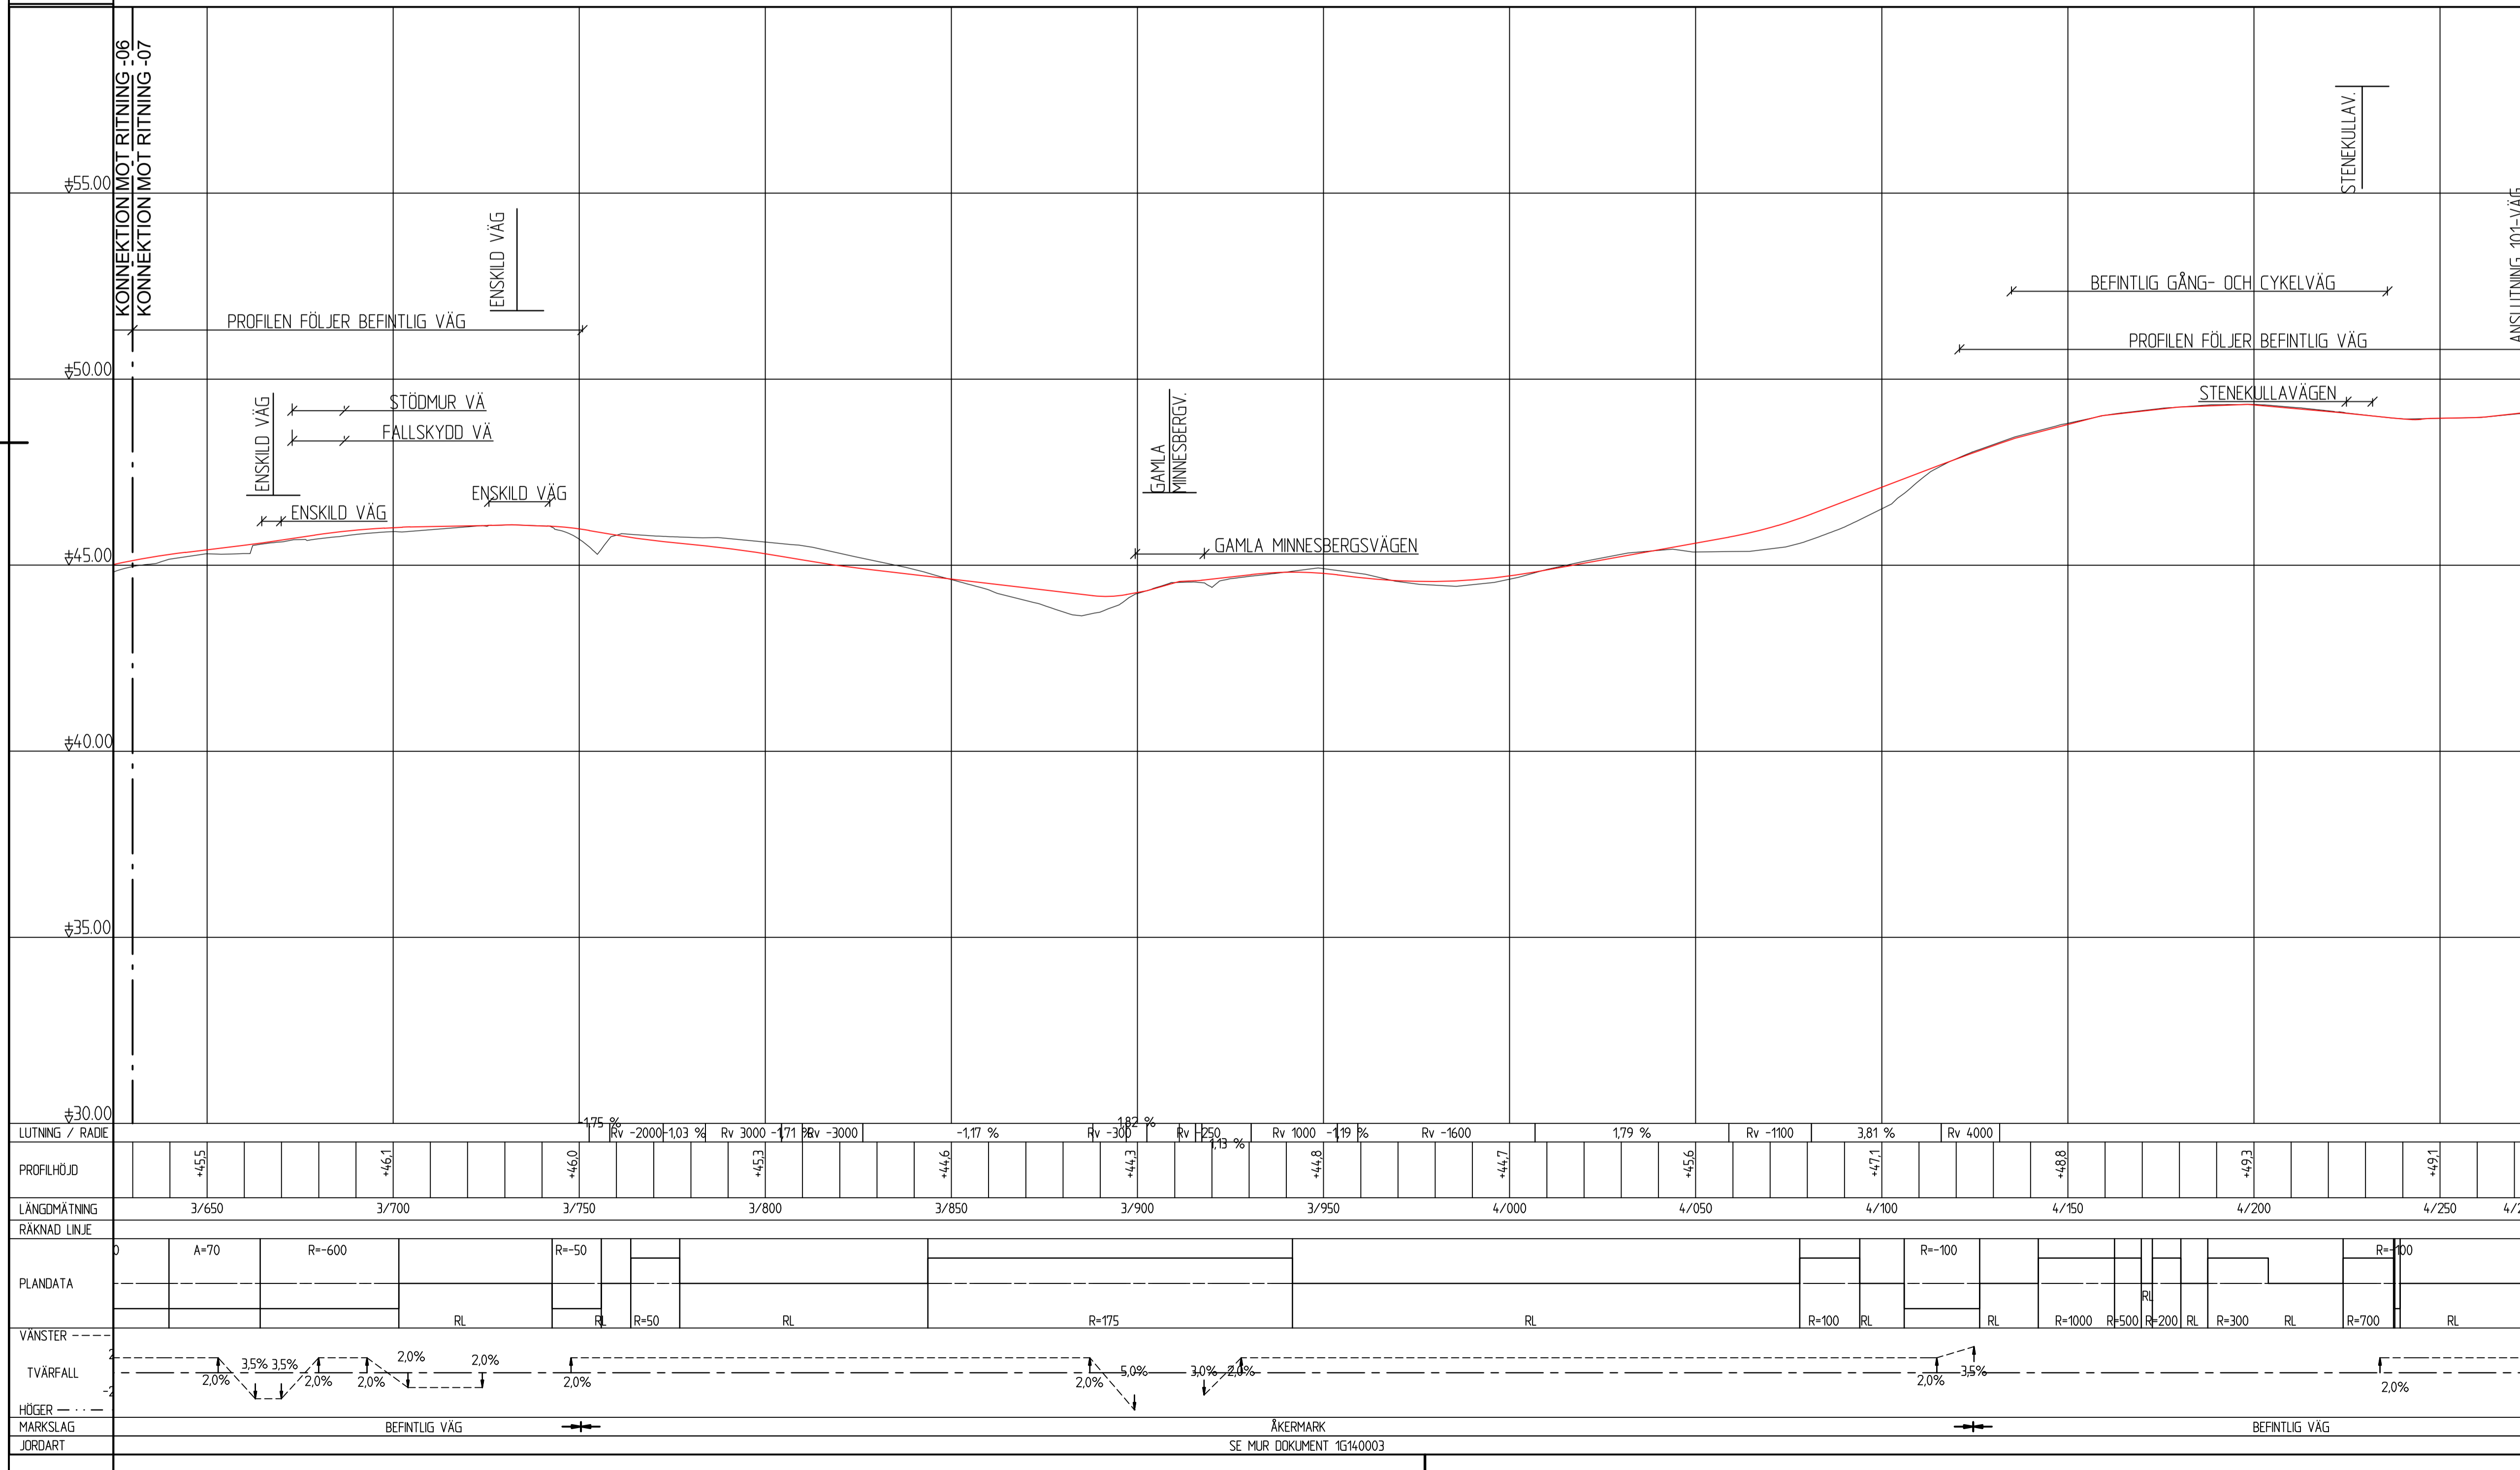 KONNEKTION MOT RITNING -06
KONNEKTION MOT RITNING -07
+55.00
+50.00
+45.00
+40.00
+35.00
+30.00
PROFILEN FÖLJER BEFINTLIG VÄG
ENSKILD VÄG
ENSKILD VÄG
STÖDMUR VÄ
FALLSKYDD VÄ
ENSKILD VÄG
ENSKILD VÄG
GAMLA
MINNESBERGV.
GAMLA MINNESBERGSVÄGEN
STENEKULLAV.
BEFINTLIG GÅNG- OCH CYKELVÄG
PROFILEN FÖLJER BEFINTLIG VÄG
STENEKULLAVÄGEN
ANSLUTNING 101-VÄG
LUTNING / RADIE
-1,75 % Rv -2000 -1,03 % Rv 3000 -1,71 % Rv -3000 -1,17 % Rv -300 1,82 % Rv -250 1,13 % Rv 1000 -1,19 % Rv -1600 1,79 % Rv -1100 3,81 % Rv 4000
PROFILHÖJD
+45,5 +46,1 +46,0 +45,3 +44,6 +44,3 +44,8 +44,7 +45,6 +47,1 +48,8 +49,3 +49,1
LÄNGDMÄTNING
3/650 3/700 3/750 3/800 3/850 3/900 3/950 4/000 4/050 4/100 4/150 4/200 4/250
RÄKNAD LINJE
PLANDATA
A=70 R=-600 R=-50 R=-100 R=-100
RL RL R=50 RL R=175 RL R=100 RL RL R=1000 R=500 RL R=200 RL R=300 RL R=700 RL
VÄNSTER
TVÄRFALL
2 -2
2,0% 3,5% 3,5% 2,0% 2,0% 2,0% 2,0% 2,0% 2,0% 5,0% 3,0% 2,0% 2,0% 3,5% 2,0%
HÖGER
MARKSLAG
BEFINTLIG VÄG ÅKERMARK BEFINTLIG VÄG
JORDART
SE MUR DOKUMENT 1G140003